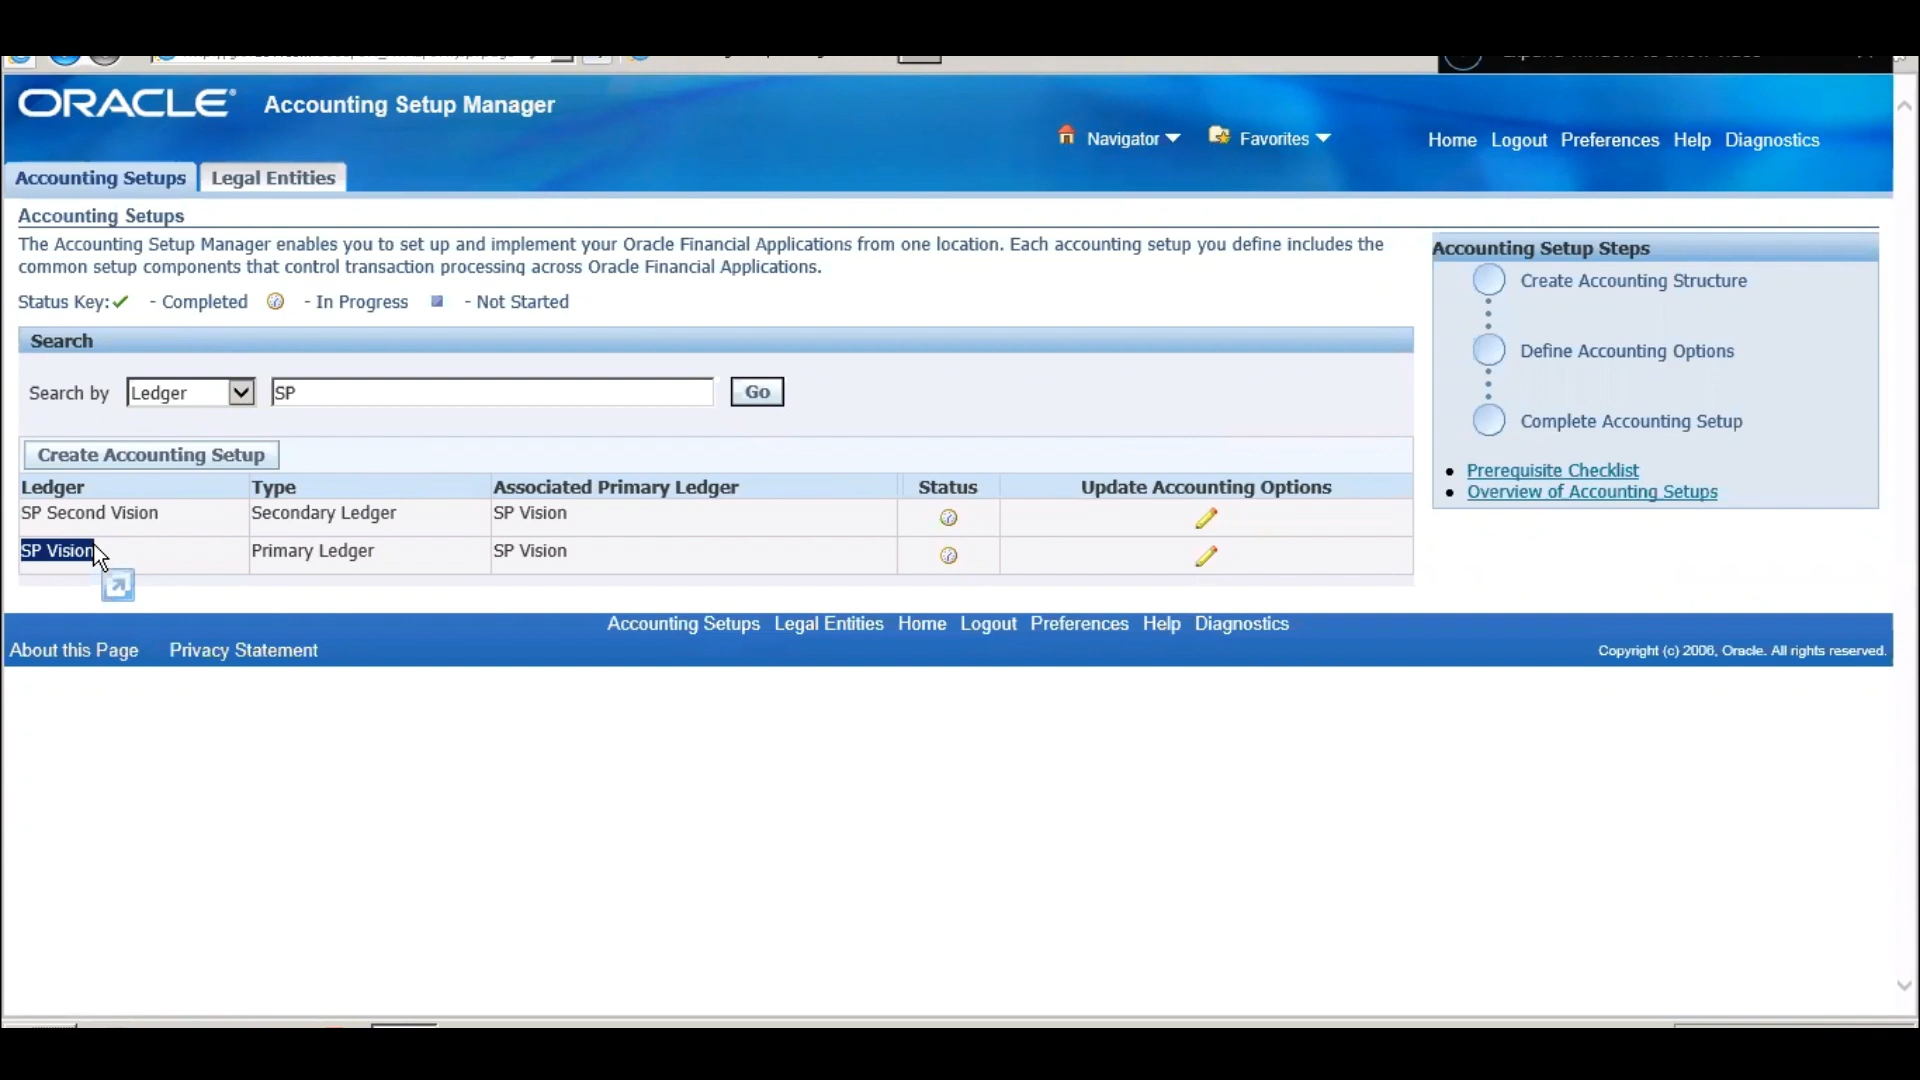 ORACLE® Accounting Setup Manager
Navigator Favorites Home Logout Preferences Help Diagnostics
Accounting Setups Legal Entities
Accounting Setups
The Accounting Setup Manager enables you to set up and implement your Oracle Financial Applications from one location. Each accounting setup you define includes the
common setup components that control transaction processing across Oracle Financial Applications.
Status Key: - Completed - In Progress - Not Started
Search
Search by Ledger SP Go
Create Accounting Setup
Ledger Type Associated Primary Ledger Status Update Accounting Options
SP Second Vision Secondary Ledger SP Vision
SP Vision Primary Ledger SP Vision
Accounting Setup Steps
Create Accounting Structure
Define Accounting Options
Complete Accounting Setup
Prerequisite Checklist
Overview of Accounting Setups
Accounting Setups Legal Entities Home Logout Preferences Help Diagnostics
About this Page Privacy Statement Copyright (c) 2006, Oracle. All rights reserved.